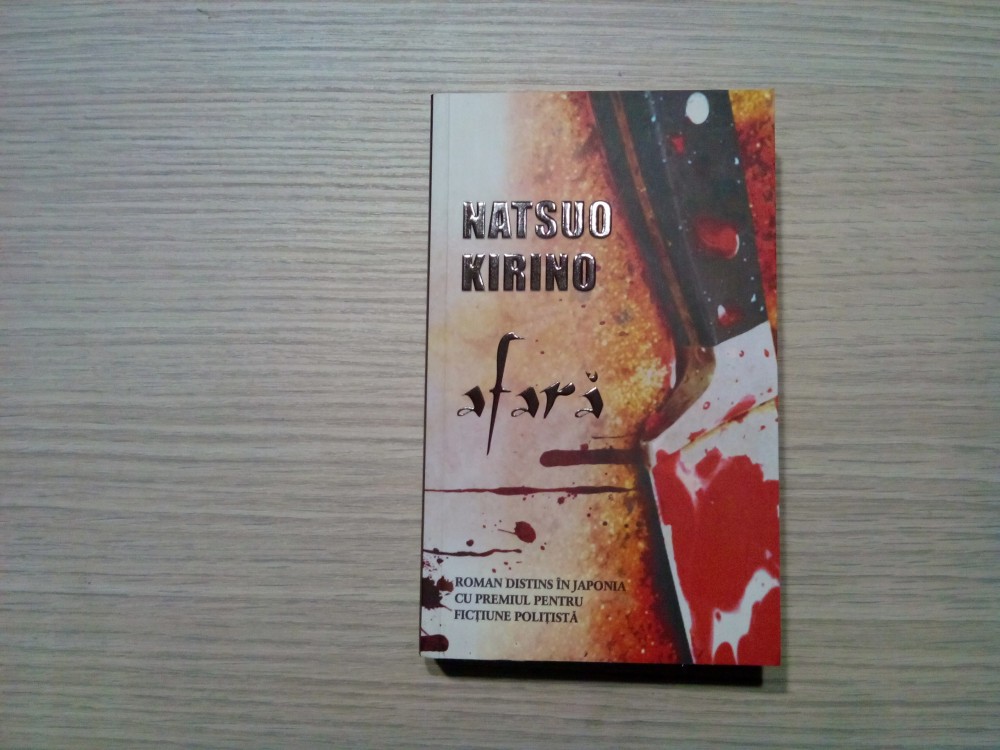 NATSUO
KIRINO
afară
ROMAN DISTINS ÎN JAPONIA
CU PREMIUL PENTRU
FICȚIUNE POLIȚISTĂ